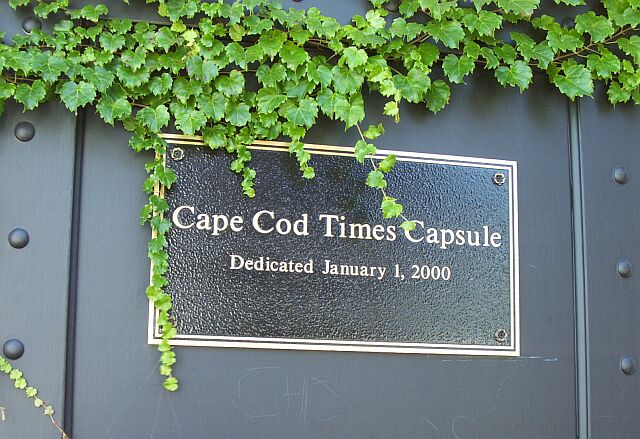 Cape Cod Times Capsule
Dedicated January 1, 2000